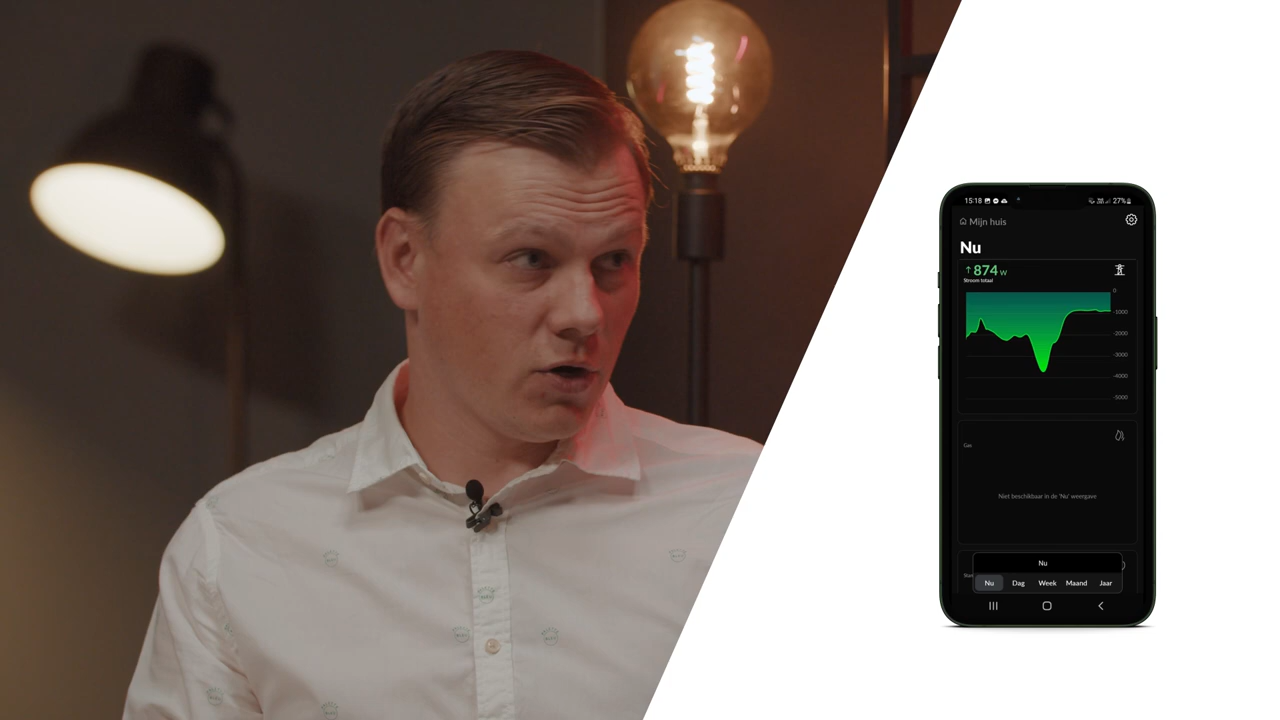 15:18
27%
Mijn huis
Nu
↑ 874 W
Stroom totaal
0
-1000
-2000
-3000
-4000
-5000
Gas
Niet beschikbaar in de 'Nu' weergave
Nu
Nu Dag Week Maand Jaar